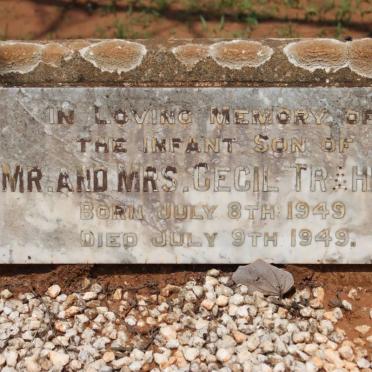 In Loving Memory of
the Infant Son of
Mr. and Mrs. Cecil
Born July 8th 1949
Died July 9th 1949.